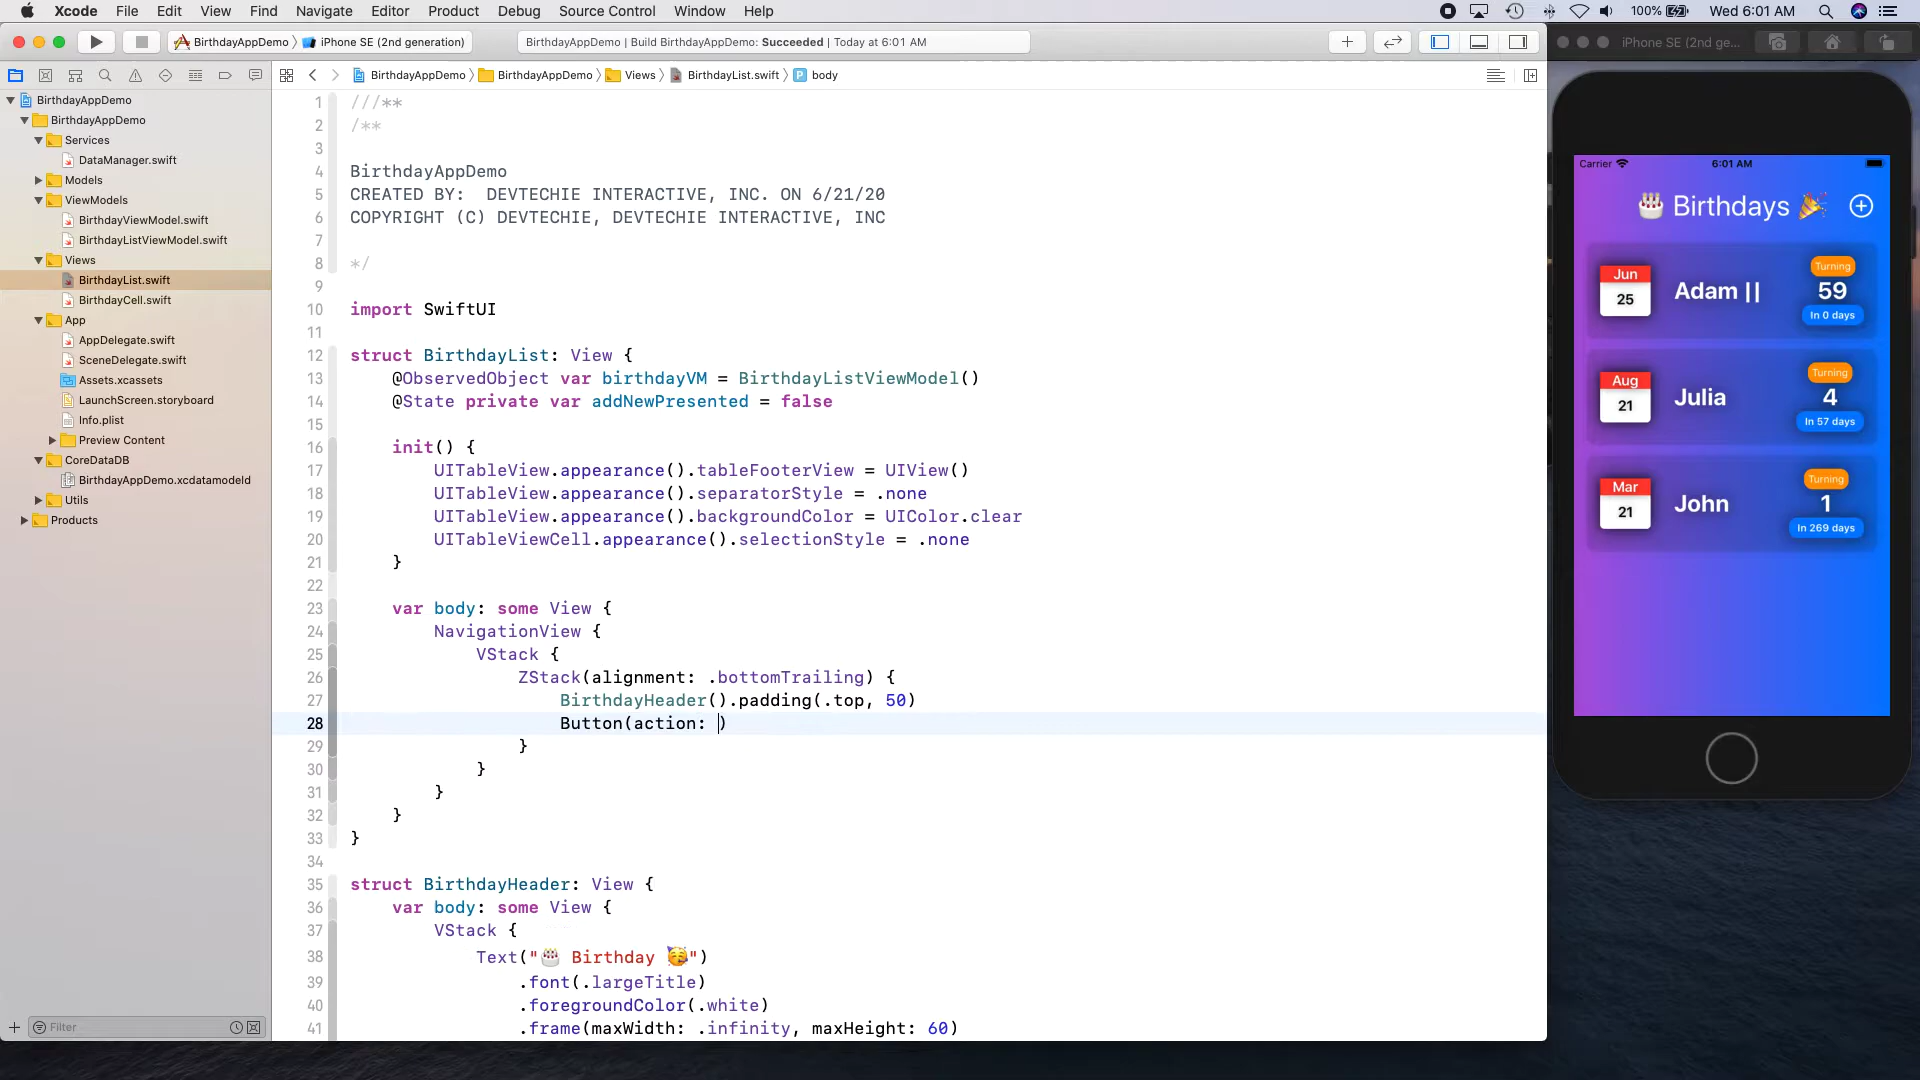 Xcode File Edit View Find Navigate Editor Product Debug Source Control Window Help
100% Wed 6:01 AM
BirthdayAppDemo iPhone SE (2nd generation)
BirthdayAppDemo | Build BirthdayAppDemo: Succeeded | Today at 6:01 AM
iPhone SE (2nd ge...
BirthdayAppDemo BirthdayAppDemo Views BirthdayList.swift P body
BirthdayAppDemo
BirthdayAppDemo
Services
DataManager.swift
Models
ViewModels
BirthdayViewModel.swift
BirthdayListViewModel.swift
Views
BirthdayList.swift
BirthdayCell.swift
App
AppDelegate.swift
SceneDelegate.swift
Assets.xcassets
LaunchScreen.storyboard
Info.plist
Preview Content
CoreDataDB
BirthdayAppDemo.xcdatamodeld
Utils
Products
Filter
1 ///**
2 /**
3
4 BirthdayAppDemo
5 CREATED BY:  DEVTECHIE INTERACTIVE, INC. ON 6/21/20
6 COPYRIGHT (C) DEVTECHIE, DEVTECHIE INTERACTIVE, INC
7
8 */
9
10 import SwiftUI
11
12 struct BirthdayList: View {
13 @ObservedObject var birthdayVM = BirthdayListViewModel()
14 @State private var addNewPresented = false
15
16 init() {
17 UITableView.appearance().tableFooterView = UIView()
18 UITableView.appearance().separatorStyle = .none
19 UITableView.appearance().backgroundColor = UIColor.clear
20 UITableViewCell.appearance().selectionStyle = .none
21 }
22
23 var body: some View {
24 NavigationView {
25 VStack {
26 ZStack(alignment: .bottomTrailing) {
27 BirthdayHeader().padding(.top, 50)
28 Button(action: )
29 }
30 }
31 }
32 }
33 }
34
35 struct BirthdayHeader: View {
36 var body: some View {
37 VStack {
38 Text("🎂 Birthday 🥳")
39 .font(.largeTitle)
40 .foregroundColor(.white)
41 .frame(maxWidth: .infinity, maxHeight: 60)
Carrier 6:01 AM
🎂 Birthdays 🎉
Jun
25
Adam ||
Turning
59
In 0 days
Aug
21
Julia
Turning
4
In 57 days
Mar
21
John
Turning
1
In 269 days